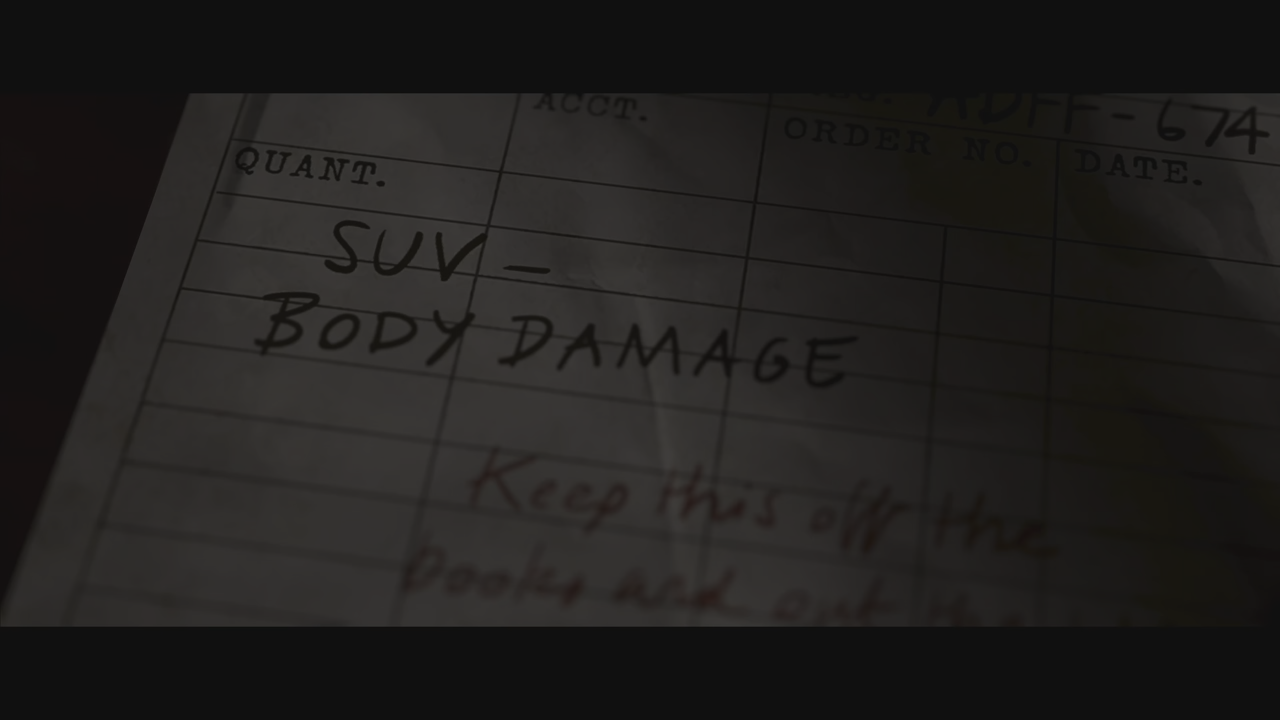 ACCT.
ADFF-674
ORDER NO.
DATE.
QUANT.
SUV -
BODY DAMAGE
Keep this off the
books and out